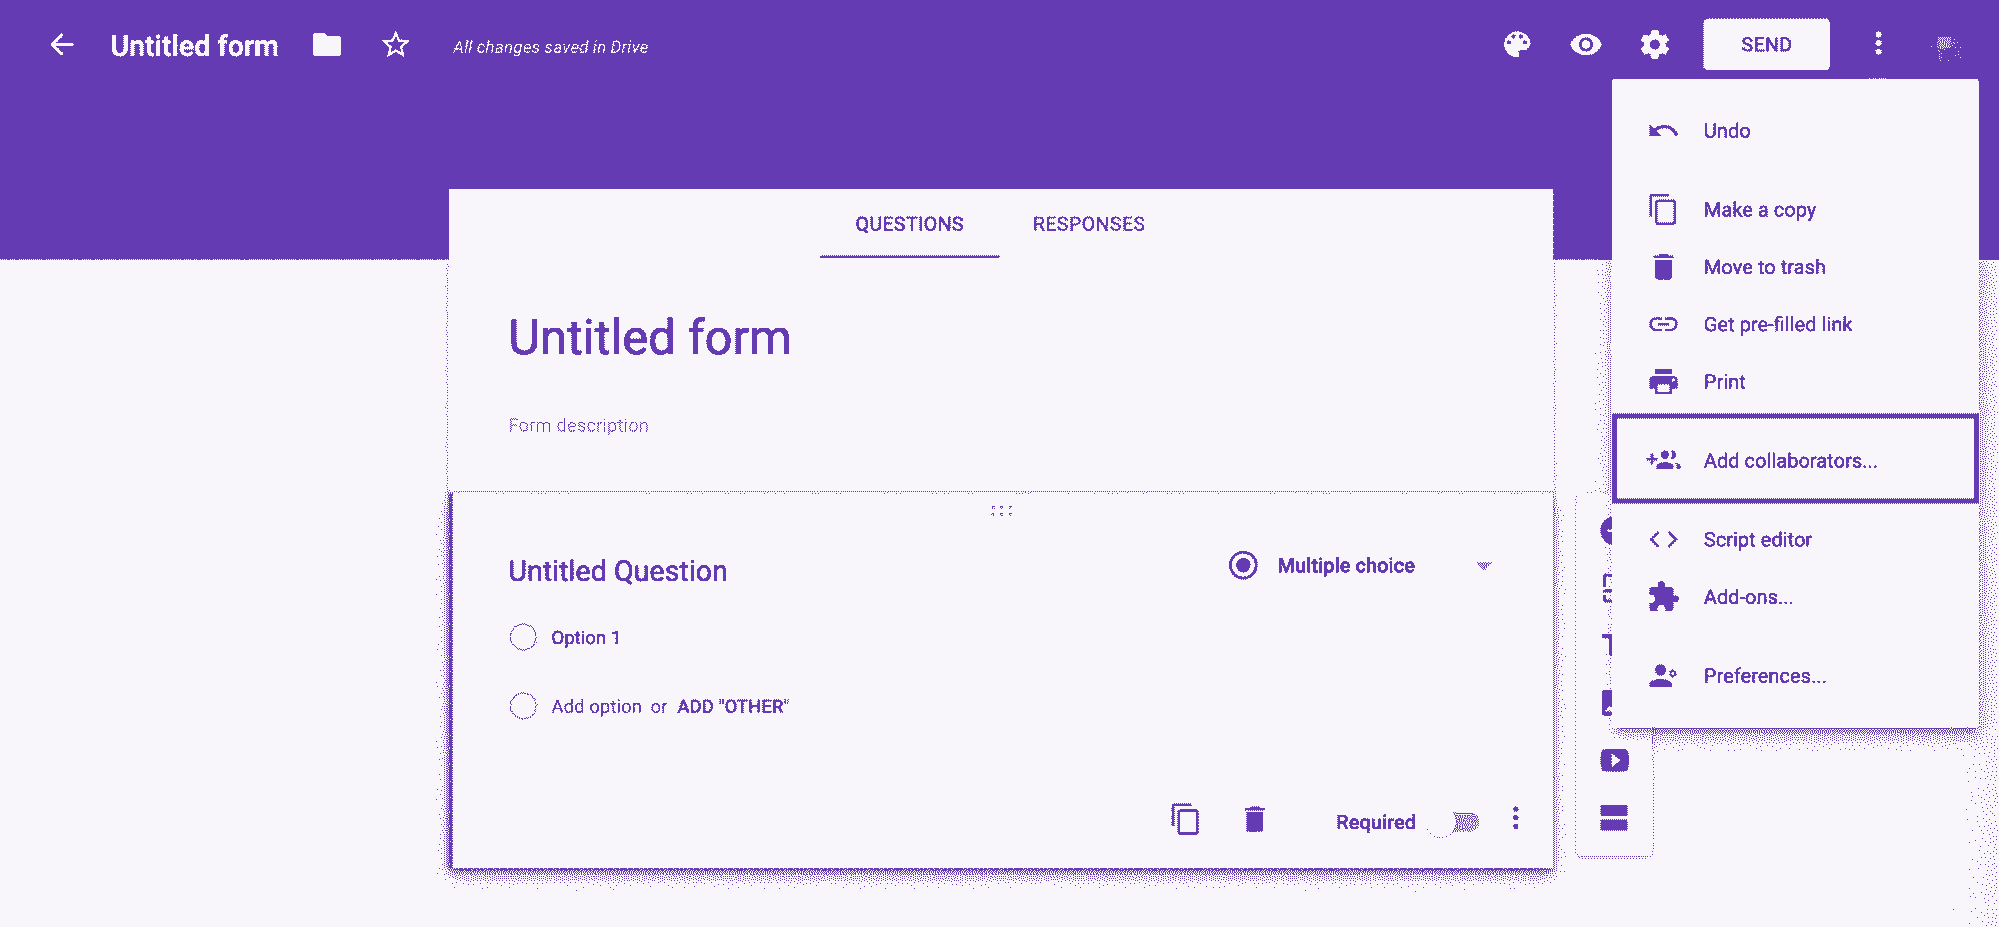 Untitled form
All changes saved in Drive
SEND
Undo
Make a copy
Move to trash
Get pre-filled link
Print
Add collaborators...
Script editor
Add-ons...
Preferences...
QUESTIONS RESPONSES
Untitled form
Form description
Untitled Question
Multiple choice
Option 1
Add option or ADD "OTHER"
Required